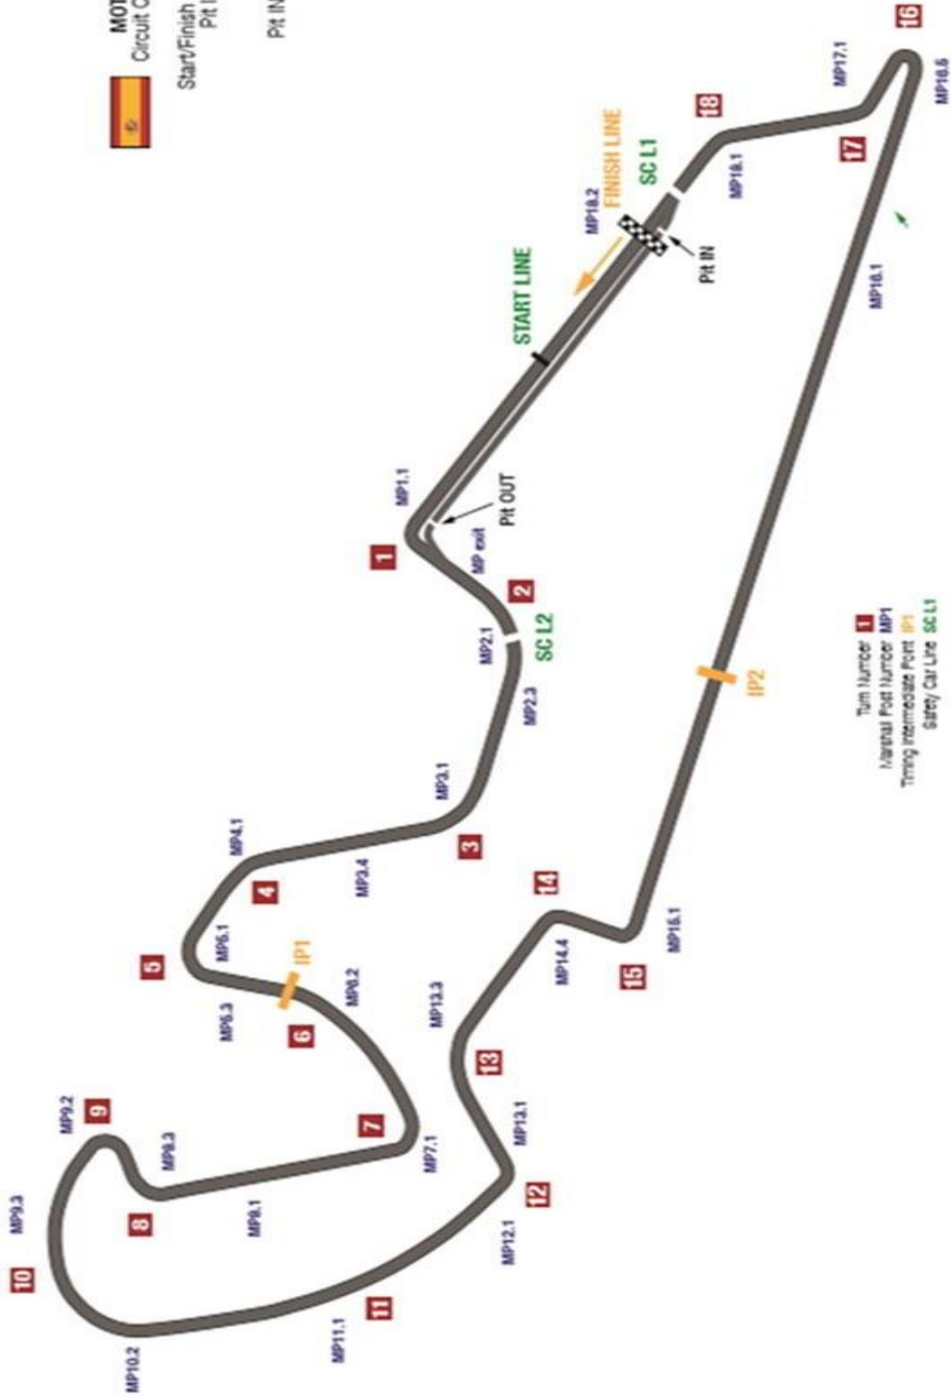 MOT
Circuit C
Start/Finish
Pit I
Pit IN
16
MP17.1
MP16.5
18
17
MP18.1
SC L1
FINISH LINE
MP18.2
Pit IN
MP16.1
START LINE
MP1.1
1
Pit OUT
MP exit
2
MP2.1
SC L2
MP2.3
IP2
MP3.1
3
MP4.1
4
MP3.4
14
5
MP5.1
IP1
MP14.4
MP15.1
15
6
MP6.2
MP13.3
13
MP9.2
9
7
MP7.1
MP13.1
12
MP9.3
8
MP12.1
10
11
MP11.1
MP10.2
Turn Number 1
Marshal Post Number MP1
Timing Intermediate Point IP1
Safety Car Line SC L1